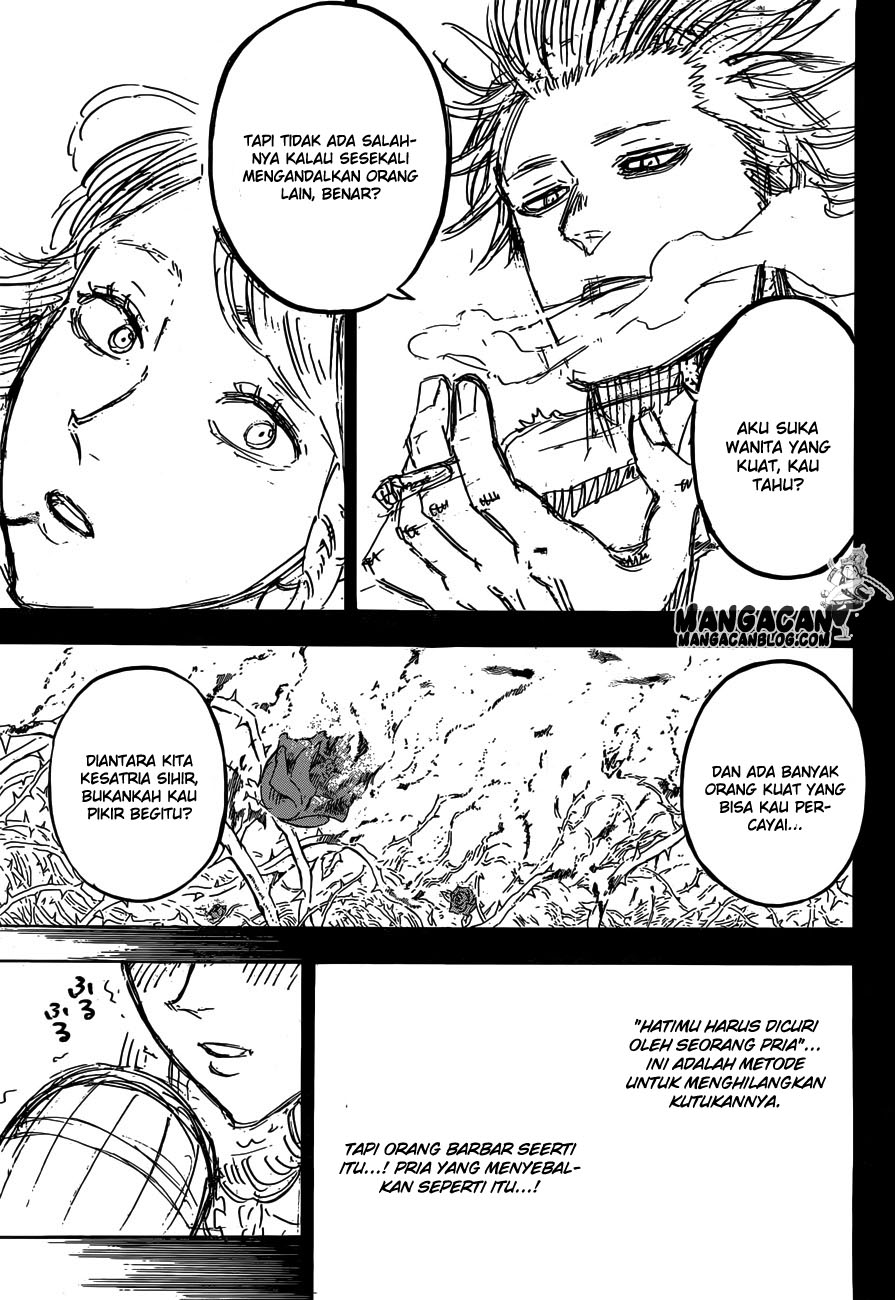 AKU SUKA
WANITA YANG
KUAT, KAU
TAHU?
TAPI TIDAK ADA SALAH-
NYA KALAU SESEKALI
MENGANDALKAN ORANG
LAIN, BENAR?
MANGACAN
MANGACANBLOG.COM
DAN ADA BANYAK
ORANG KUAT YANG
BISA KAU PER-
CAYAI...
DIANTARA KITA
KESATRIA SIHIR,
BUKANKAH KAU
PIKIR BEGITU?
"HATIMU HARUS DICURI
OLEH SEORANG PRIA"...
INI ADALAH METODE
UNTUK MENGHILANGKAN
KUTUKANNYA.
TAPI ORANG BARBAR SEERTI
ITU...! PRIA YANG MENYEBAL-
KAN SEPERTI ITU...!
ぷる
ぷる